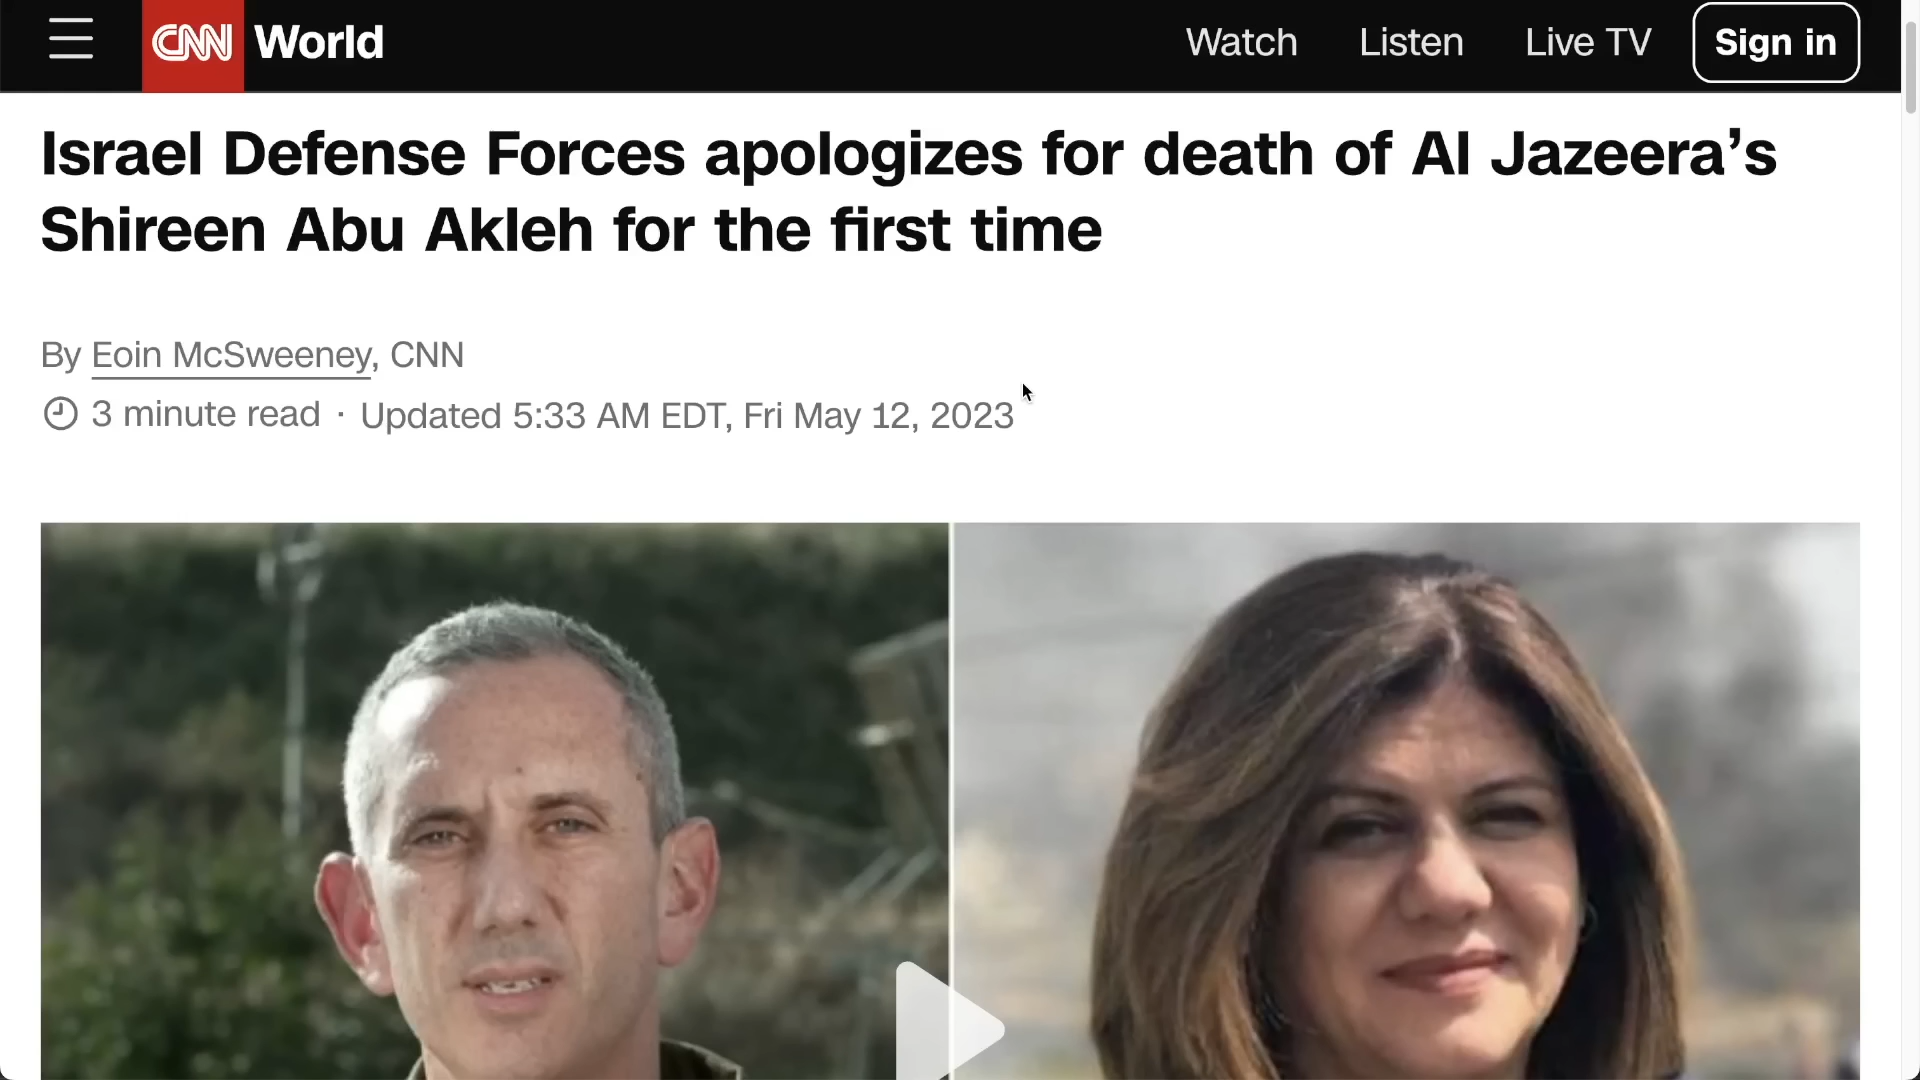 CNN World
Watch Listen Live TV Sign in
Israel Defense Forces apologizes for death of Al Jazeera’s
Shireen Abu Akleh for the first time
By Eoin McSweeney, CNN
3 minute read · Updated 5:33 AM EDT, Fri May 12, 2023